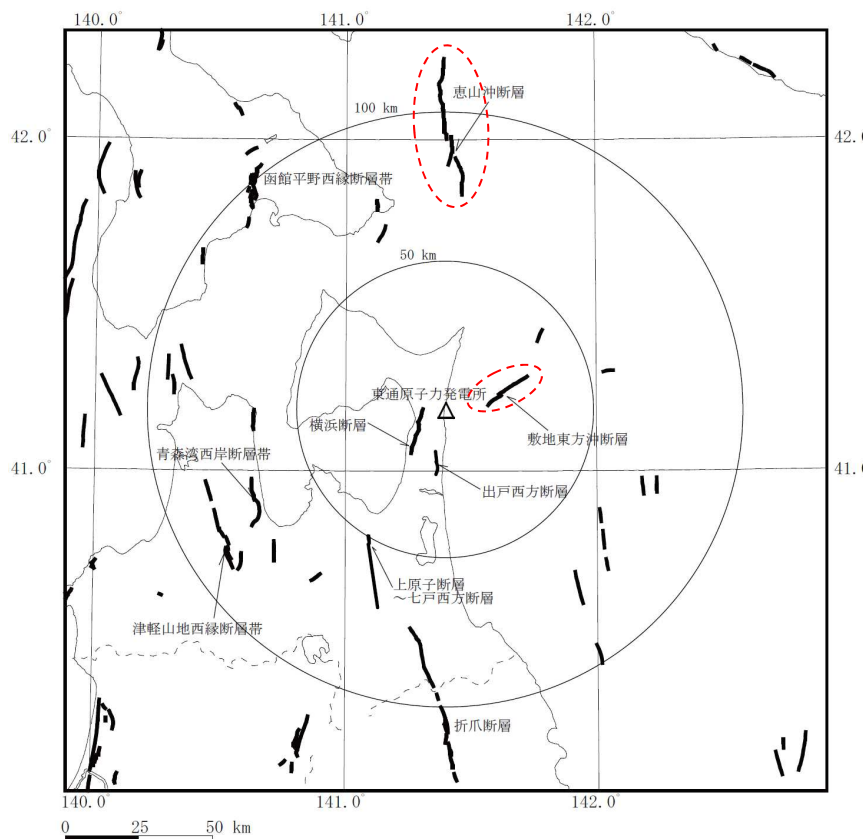 140.0°
141.0°
142.0°
恵山沖断層
100 km
42.0°
42.0°
函館平野西縁断層帯
50 km
東通原子力発電所
横浜断層
敷地東方沖断層
青森湾西岸断層帯
41.0°
41.0°
出戸西方断層
上原子断層
~七戸西方断層
津軽山地西縁断層帯
折爪断層
140.0°
141.0°
142.0°
0 25 50 km